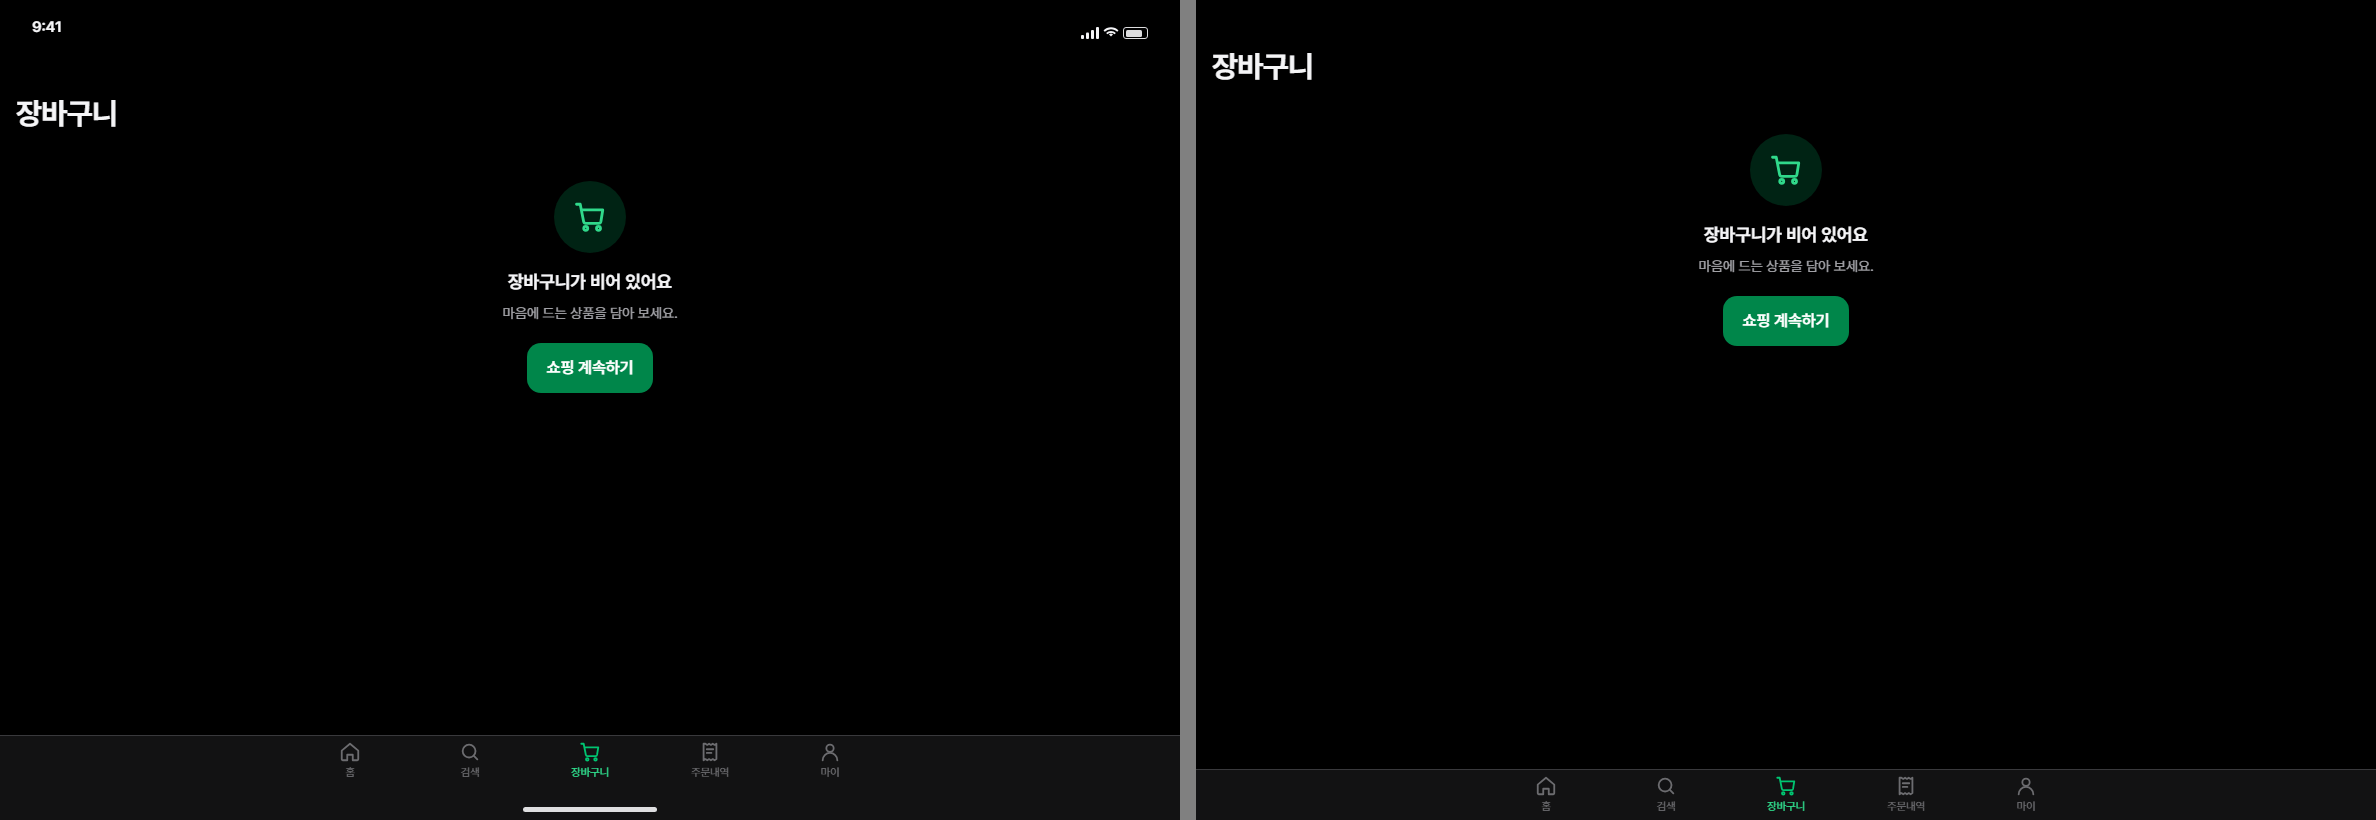 9:41
장바구니
장바구니가 비어 있어요
마음에 드는 상품을 담아 보세요.
쇼핑 계속하기
홈
검색
장바구니
주문내역
마이
장바구니
장바구니가 비어 있어요
마음에 드는 상품을 담아 보세요.
쇼핑 계속하기
홈
검색
장바구니
주문내역
마이